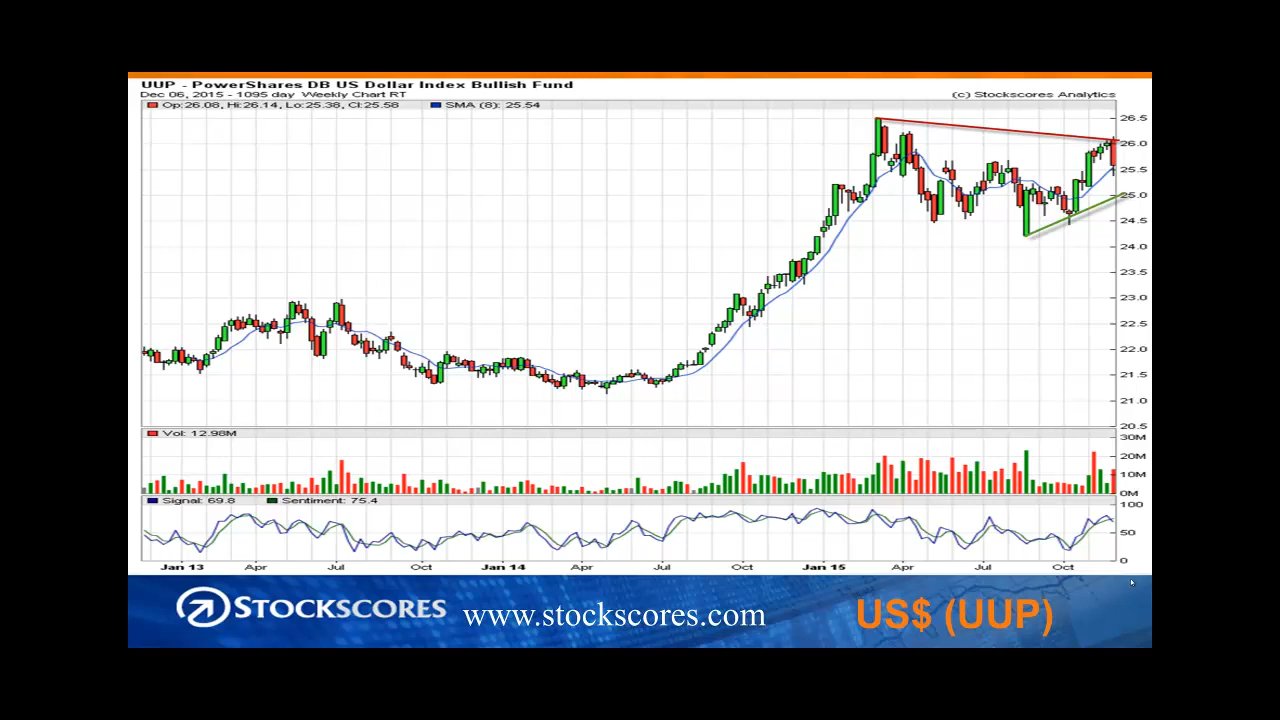 UUP - PowerShares DB US Dollar Index Bullish Fund
Dec 06, 2015 - 1095 day Weekly Chart RT (c) Stockscores Analytics
Op:26.08, Hi:26.14, Lo:25.38, Cl:25.58 SMA (8): 25.54
26.5
26.0
25.5
25.0
24.5
24.0
23.5
23.0
22.5
22.0
21.5
21.0
20.5
Vol: 12.98M
30M
20M
10M
0M
Signal: 69.8 Sentiment: 75.4
100
50
0
Jan 13 Apr Jul Oct Jan 14 Apr Jul Oct Jan 15 Apr Jul Oct
STOCKSCORES www.stockscores.com US$ (UUP)